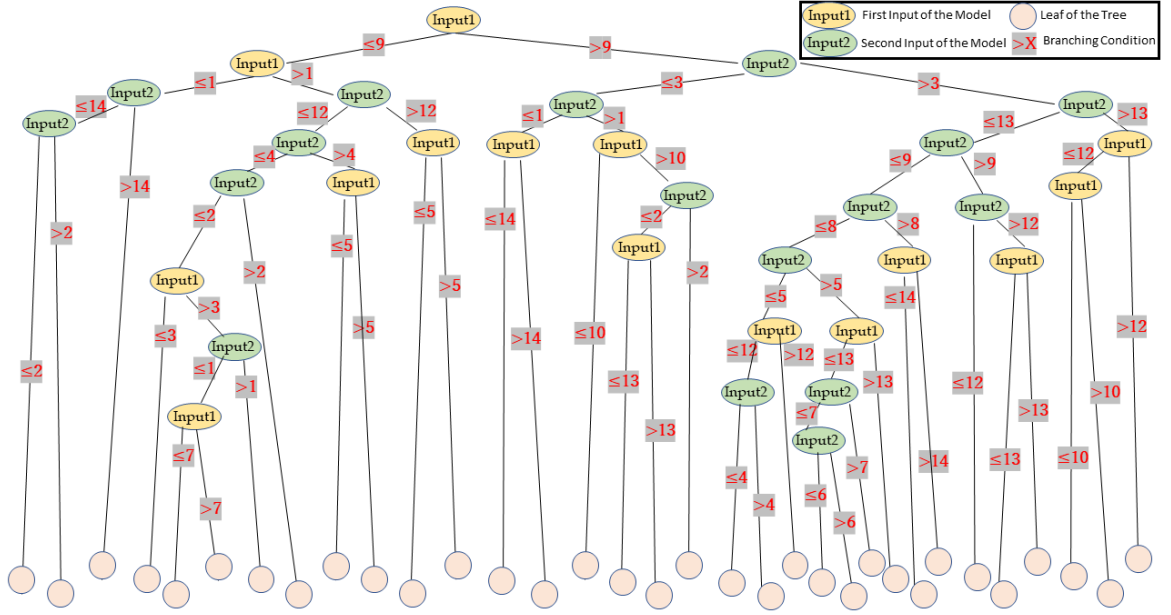 Input1
Input1 First Input of the Model Leaf of the Tree
Input2 Second Input of the Model >X Branching Condition
≤9 >9
Input1 Input2
≤1 >1 ≤3 >3
Input2 Input2 Input2 Input2
≤14 ≤12 >12 ≤1 >1 ≤13 >13
Input2 Input2 Input1 Input1 Input1 Input2 Input1
≤4 >4 >10 ≤9 >9 ≤12
>14 Input2 Input1 Input2 Input2 Input2 Input1
>2 ≤2 ≤5 ≤5 ≤14 ≤2 ≤8 >8 >12
Input1 Input2 Input1 Input1
>2 >5 >2
Input1 ≤5 >5 ≤14
>3 ≤3 >5 >14 ≤10 Input1 Input1 >12
Input2 ≤12 >12 ≤13
≤2 ≤1 >1 ≤13 >13 ≤12 >10
Input2 Input2
Input1 ≤7 >13 >13
Input2
≤7 ≤10 ≤13
≤4 >7 >14
>7 >4 ≤6 >6